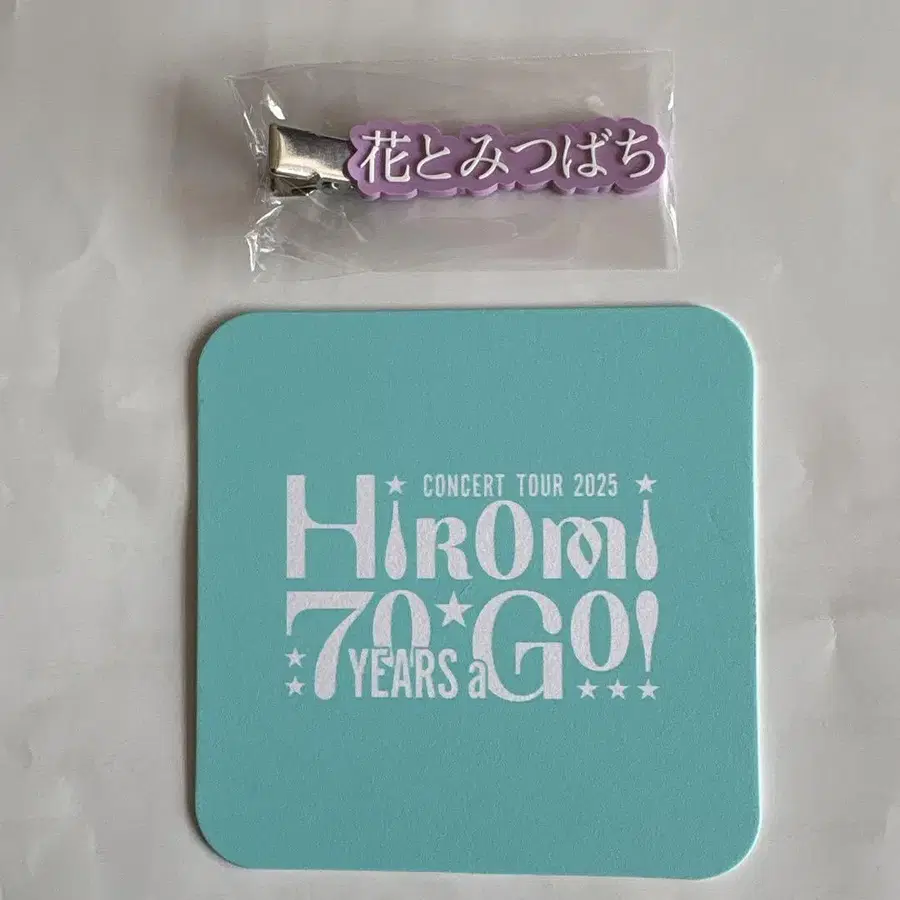 花とみつばち
CONCERT TOUR 2025
HIROMI
70 GO!
YEARS a